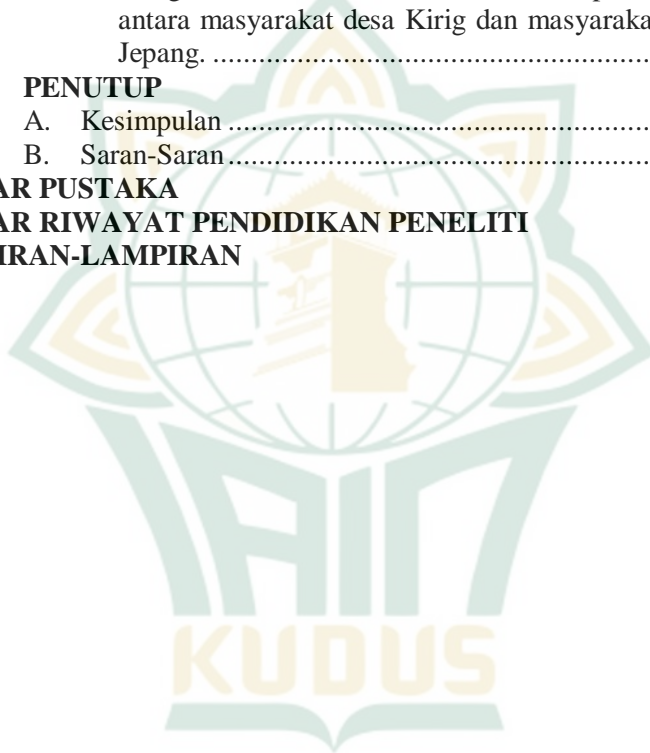 antara masyarakat desa Kirig dan masyaraka
Jepang. ................................................
PENUTUP
A. Kesimpulan ..............................................
B. Saran-Saran..............................................
AR PUSTAKA
AR RIWAYAT PENDIDIKAN PENELITI
IRAN-LAMPIRAN
IAIN
KUDUS